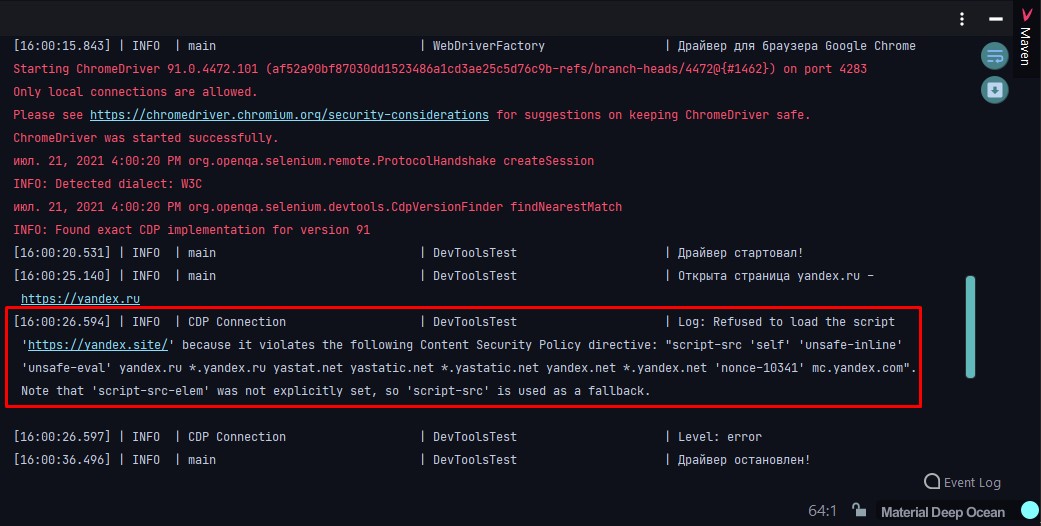 Maven
[16:00:15.843] | INFO | main | WebDriverFactory | Драйвер для браузера Google Chrome
Starting ChromeDriver 91.0.4472.101 (af52a90bf87030dd1523486a1cd3ae25c5d76c9b-refs/branch-heads/4472@{#1462}) on port 4283
Only local connections are allowed.
Please see https://chromedriver.chromium.org/security-considerations for suggestions on keeping ChromeDriver safe.
ChromeDriver was started successfully.
июл. 21, 2021 4:00:20 PM org.openqa.selenium.remote.ProtocolHandshake createSession
INFO: Detected dialect: W3C
июл. 21, 2021 4:00:20 PM org.openqa.selenium.devtools.CdpVersionFinder findNearestMatch
INFO: Found exact CDP implementation for version 91
[16:00:20.531] | INFO | main | DevToolsTest | Драйвер стартовал!
[16:00:25.140] | INFO | main | DevToolsTest | Открыта страница yandex.ru -
https://yandex.ru
[16:00:26.594] | INFO | CDP Connection | DevToolsTest | Log: Refused to load the script
'https://yandex.site/' because it violates the following Content Security Policy directive: "script-src 'self' 'unsafe-inline'
'unsafe-eval' yandex.ru *.yandex.ru yastat.net yastatic.net *.yastatic.net yandex.net *.yandex.net 'nonce-10341' mc.yandex.com".
Note that 'script-src-elem' was not explicitly set, so 'script-src' is used as a fallback.
[16:00:26.597] | INFO | CDP Connection | DevToolsTest | Level: error
[16:00:36.496] | INFO | main | DevToolsTest | Драйвер остановлен!
Event Log
64:1 Material Deep Ocean